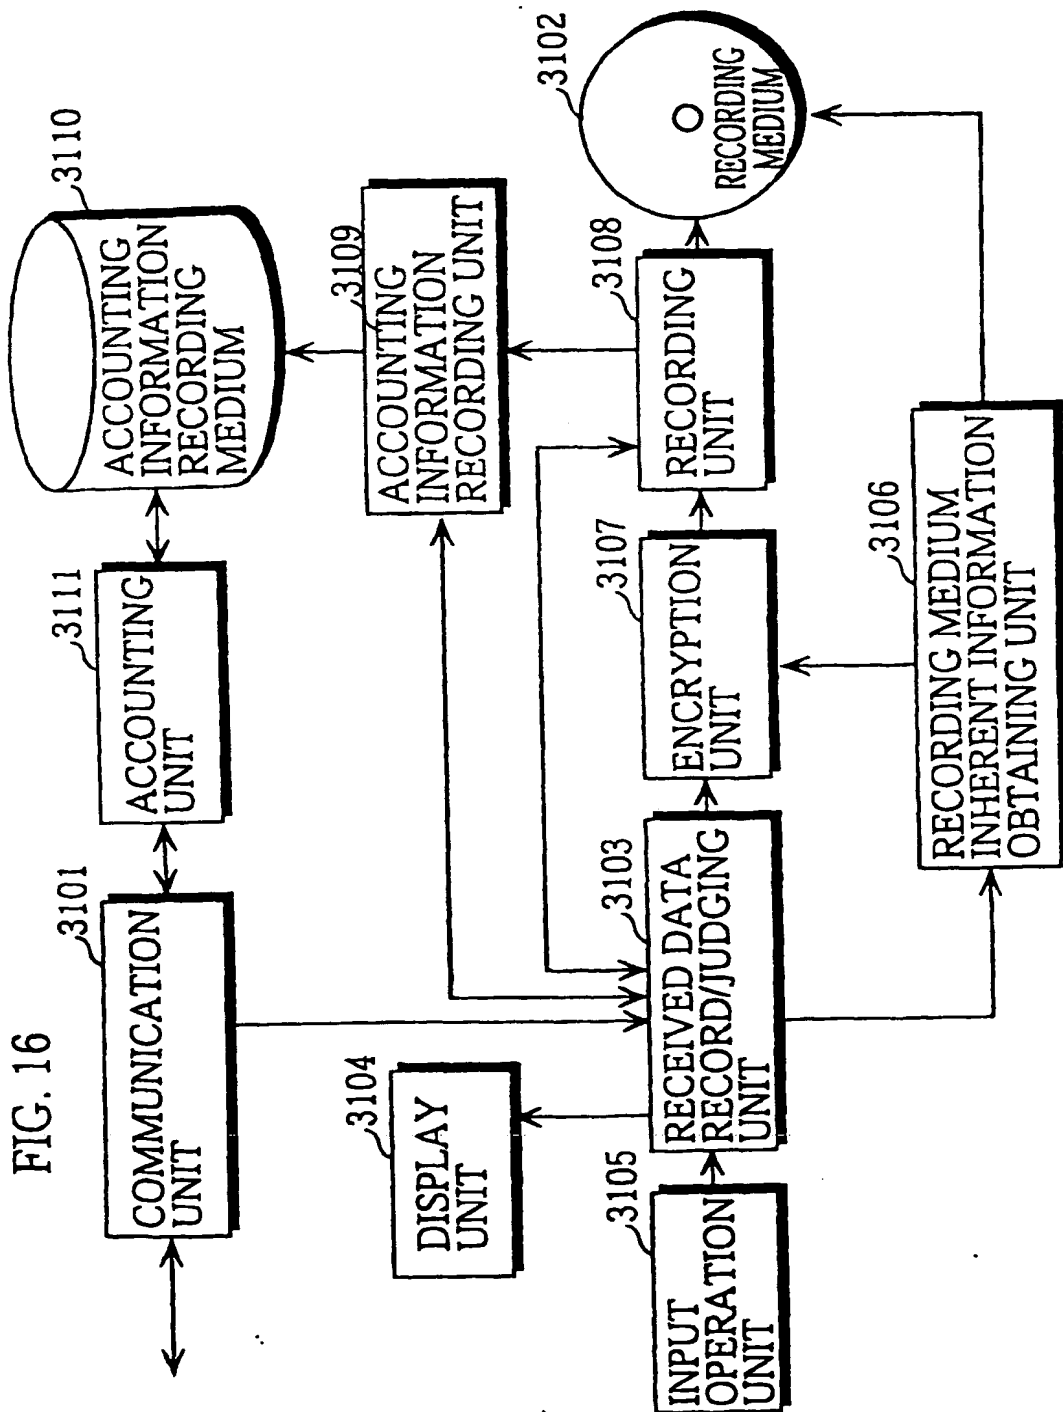 FIG. 16
3101
COMMUNICATION
UNIT
3111
ACCOUNTING
UNIT
3110
ACCOUNTING
INFORMATION
RECORDING
MEDIUM
3104
DISPLAY
UNIT
3109
ACCOUNTING
INFORMATION
RECORDING UNIT
3105
INPUT
OPERATION
UNIT
3103
RECEIVED DATA
RECORD/JUDGING
UNIT
3107
ENCRYPTION
UNIT
3108
RECORDING
UNIT
3102
RECORDING
MEDIUM
3106
RECORDING MEDIUM
INHERENT INFORMATION
OBTAINING UNIT